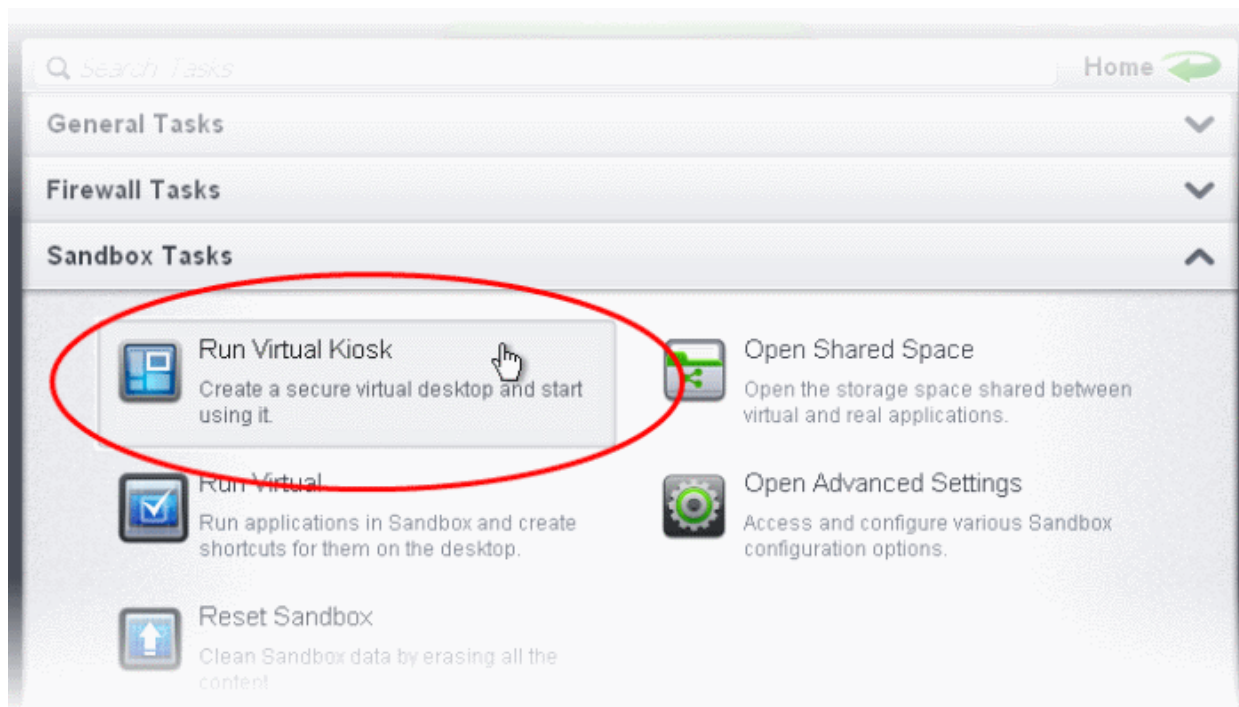 Search Tasks
Home
General Tasks
Firewall Tasks
Sandbox Tasks
Run Virtual Kiosk
Create a secure virtual desktop and start
using it.
Open Shared Space
Open the storage space shared between
virtual and real applications.
Run Virtual
Run applications in Sandbox and create
shortcuts for them on the desktop.
Open Advanced Settings
Access and configure various Sandbox
configuration options.
Reset Sandbox
Clean Sandbox data by erasing all the
content